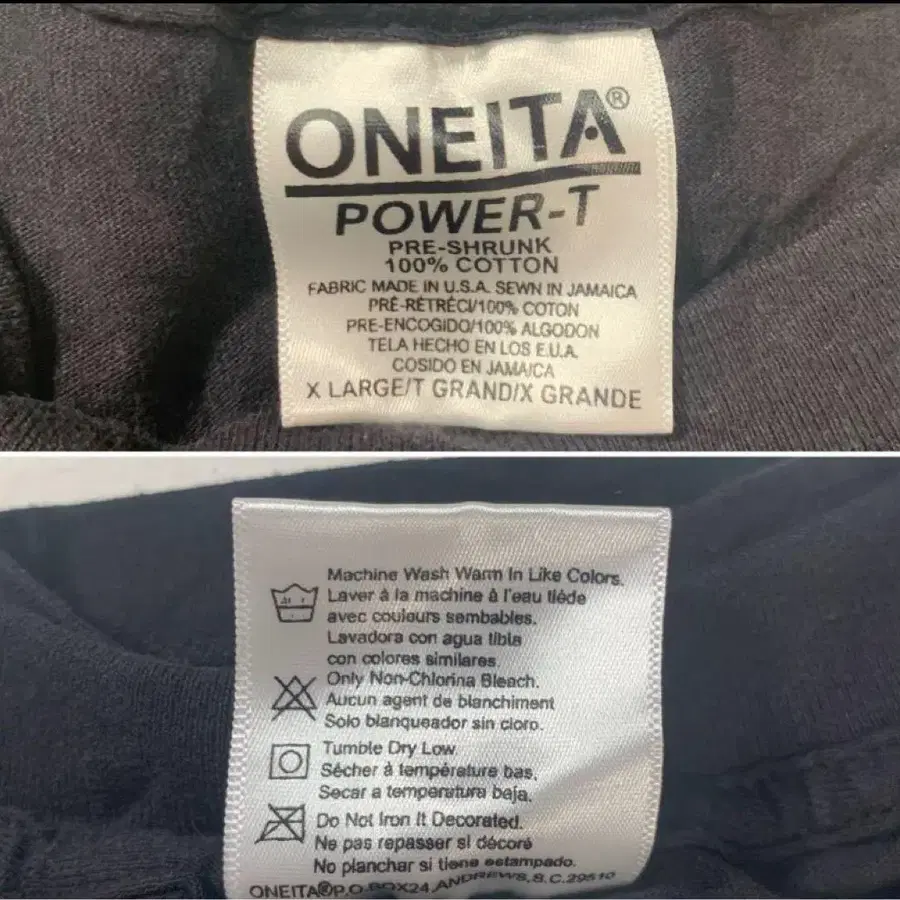 ONEITA®
POWER-T
PRE-SHRUNK
100% COTTON
FABRIC MADE IN U.S.A. SEWN IN JAMAICA
PRÉ-RÉTRÉCI/100% COTON
PRE-ENCOGIDO/100% ALGODON
TELA HECHO EN LOS E.U.A.
COSIDO EN JAMAICA
X LARGE/T GRAND/X GRANDE
Machine Wash Warm In Like Colors.
Laver à la machine à l'eau tiède
avec couleurs sembables.
Lavadora con agua tibia
con colores similares.
Only Non-Chlorina Bleach.
Aucun agent de blanchiment
Solo blanqueador sin cloro.
Tumble Dry Low.
Sécher à température bas.
Secar a temperatura baja.
Do Not Iron It Decorated.
Ne pas repasser si décoré
No planchar si tiene estampado.
ONEITA® P.O. BOX24, ANDREWS, S.C. 29510